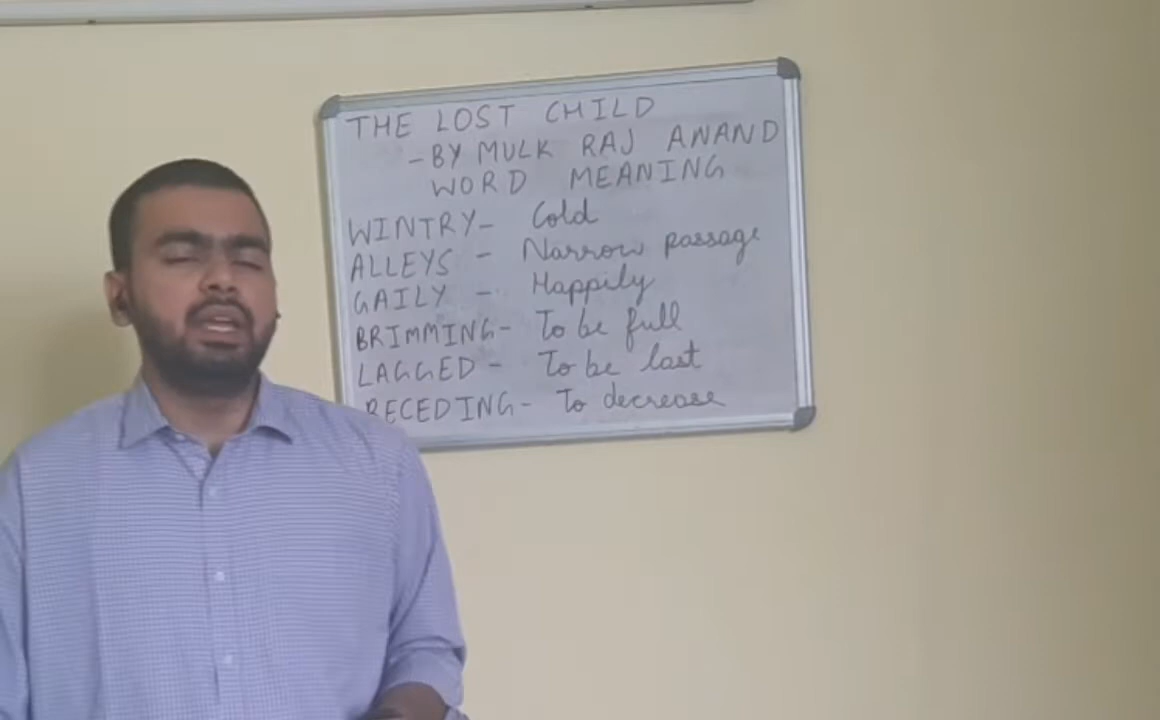 THE LOST CHILD
-BY MULK RAJ ANAND
WORD MEANING
WINTRY- Cold
ALLEYS - Narrow passage
GAILY - Happily
BRIMMING- To be full
LAGGED - To be last
RECEDING- To decrease